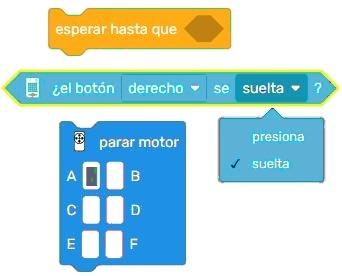 esperar hasta que
¿el botón derecho se suelta ?
presiona
✓ suelta
parar motor
A B
C D
E F